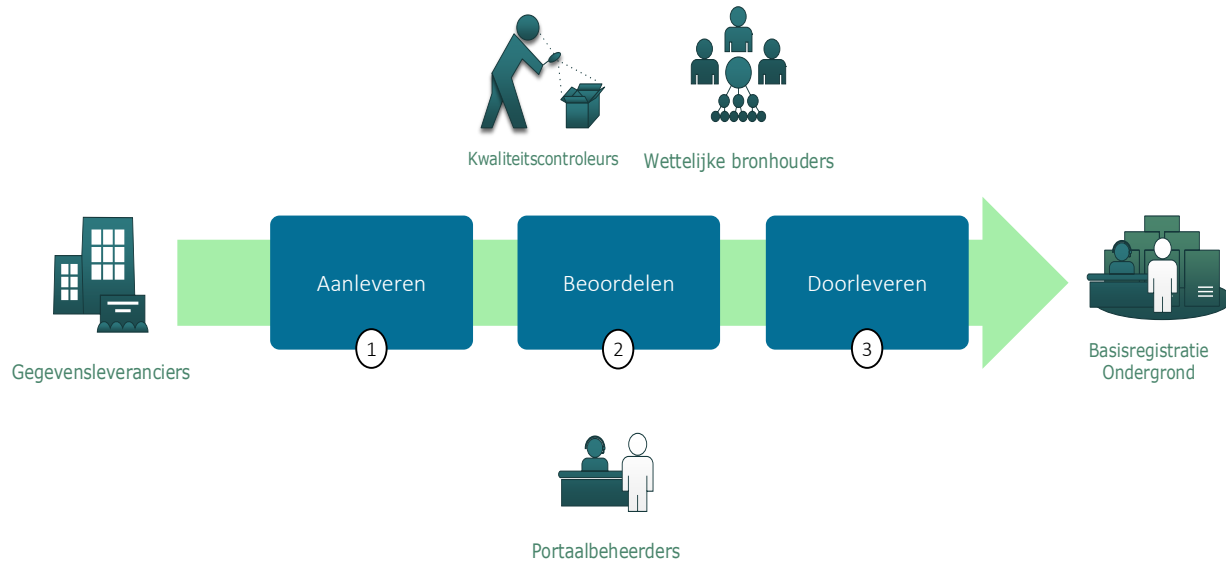 Kwaliteitscontroleurs
Wettelijke bronhouders
Aanleveren
Beoordelen
Doorleveren
1
2
3
Gegevensleveranciers
Basisregistratie
Ondergrond
Portaalbeheerders